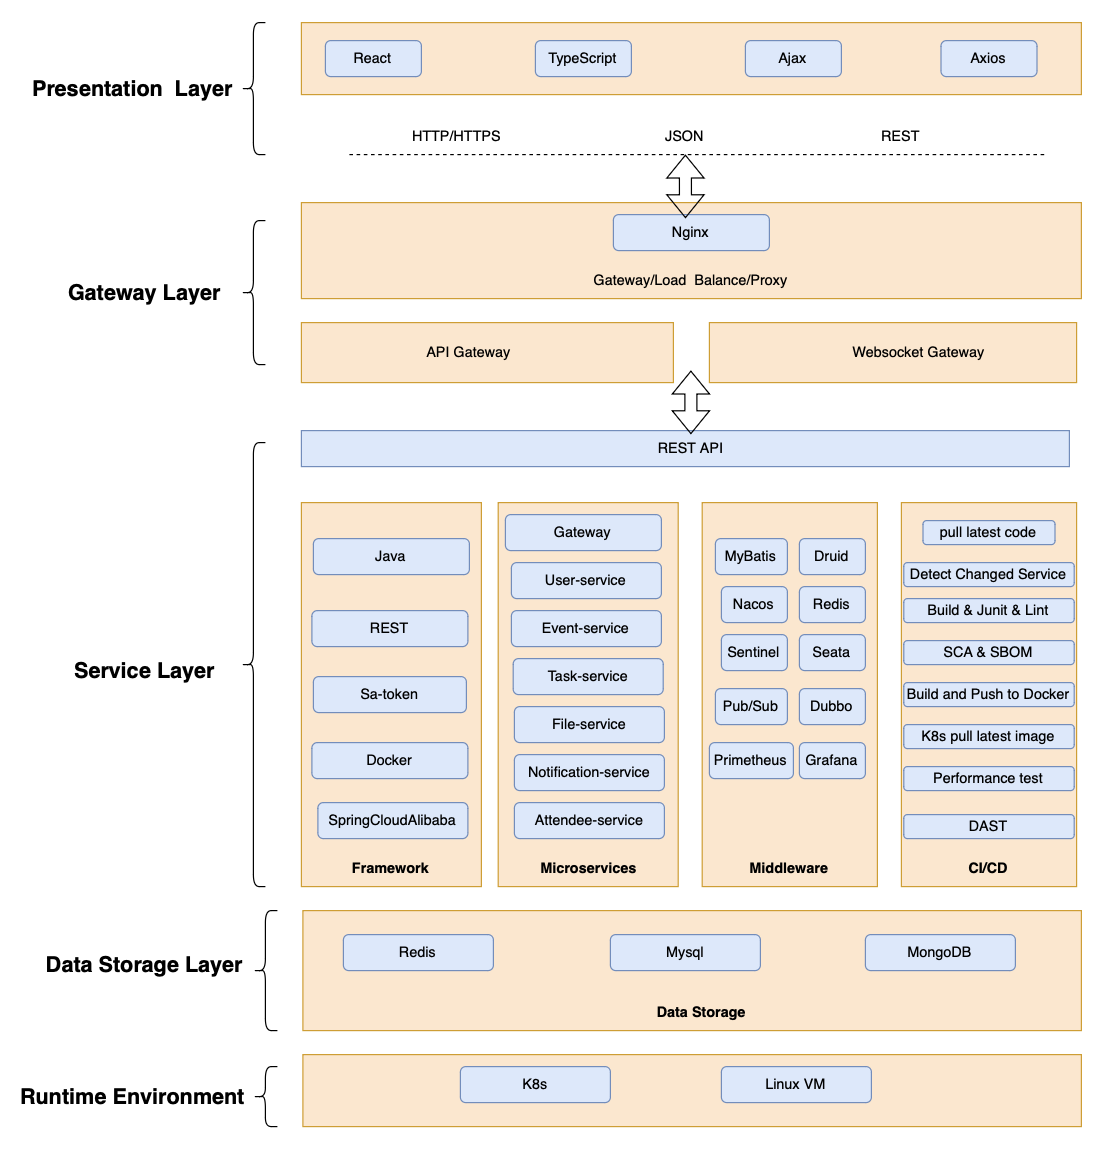 Presentation Layer
React
TypeScript
Ajax
Axios
HTTP/HTTPS
JSON
REST
Gateway Layer
Nginx
Gateway/Load Balance/Proxy
API Gateway
Websocket Gateway
Service Layer
REST API
Java
REST
Sa-token
Docker
SpringCloudAlibaba
Framework
Gateway
User-service
Event-service
Task-service
File-service
Notification-service
Attendee-service
Microservices
MyBatis
Druid
Nacos
Redis
Sentinel
Seata
Pub/Sub
Dubbo
Primetheus
Grafana
Middleware
pull latest code
Detect Changed Service
Build & Junit & Lint
SCA & SBOM
Build and Push to Docker
K8s pull latest image
Performance test
DAST
CI/CD
Data Storage Layer
Redis
Mysql
MongoDB
Data Storage
Runtime Environment
K8s
Linux VM